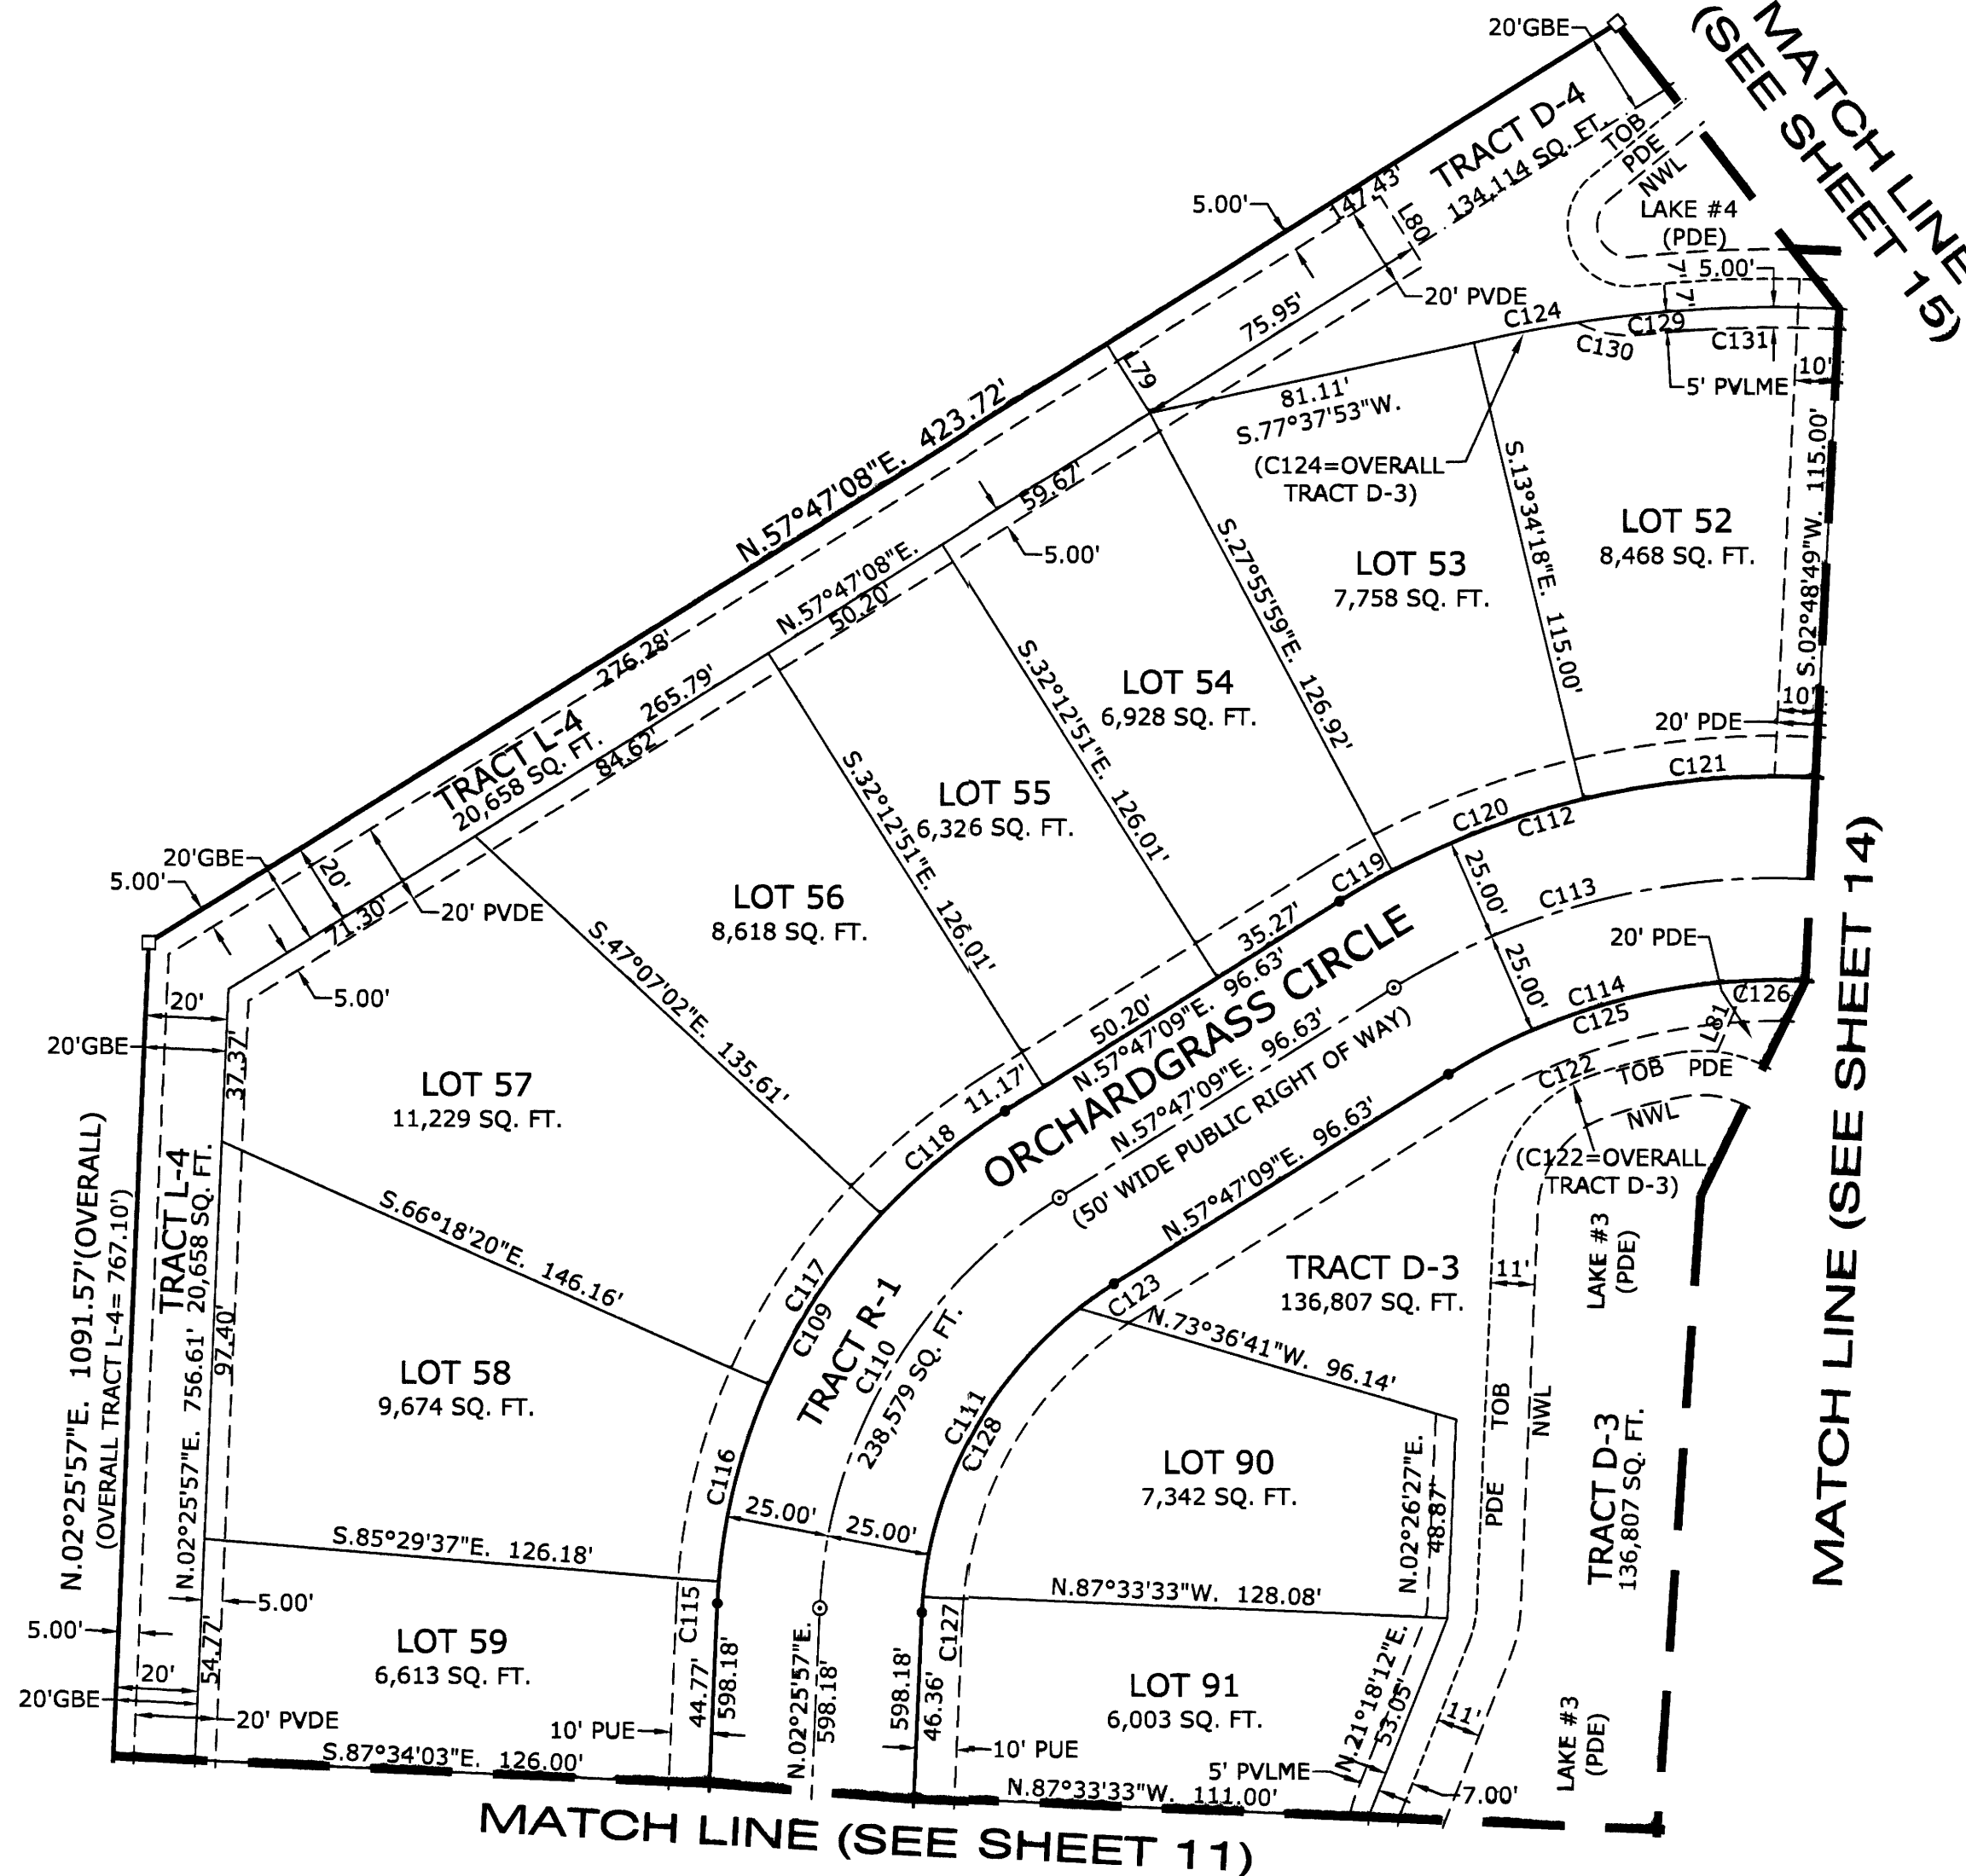 20'GBE
MATCH LINE
(SEE SHEET 15)
TRACT D-4
134,114 SQ. FT.
TOB
PDE
NWL
LAKE #4
(PDE)
5.00'
147.43'
L80
20' PVDE
75.95'
7'
5.00'
7'
C124
C129
C130
C131
10'
5' PVLME
L79
81.11'
S.77°37'53"W.
(C124=OVERALL
TRACT D-3)
N.57°47'08"E. 423.72'
59.67'
5.00'
N.57°47'08"E.
50.20'
S.27°55'59"E. 126.92'
S.13°34'18"E. 115.00'
S.02°48'49"W. 115.00'
LOT 52
8,468 SQ. FT.
LOT 53
7,758 SQ. FT.
LOT 54
6,928 SQ. FT.
S.32°12'51"E. 126.01'
276.28'
265.79'
84.62'
TRACT L-4
20,658 SQ. FT.
LOT 55
6,326 SQ. FT.
S.32°12'51"E. 126.01'
10'
20' PDE
C121
C120
C112
C119
20'GBE
5.00'
20'
20' PVDE
71.30'
5.00'
LOT 56
8,618 SQ. FT.
S.47°07'02"E. 135.61'
35.27'
N.57°47'09"E. 96.63'
50.20'
25.00'
C113
25.00'
20' PDE
C126
C114
C125
L81
ORCHARDGRASS CIRCLE
N.57°47'09"E. 96.63'
(50' WIDE PUBLIC RIGHT OF WAY)
11.17'
C118
20'
20'GBE
37.37'
LOT 57
11,229 SQ. FT.
S.66°18'20"E. 146.16'
N.57°47'09"E. 96.63'
C122
TOB
PDE
NWL
(C122=OVERALL
TRACT D-3)
MATCH LINE (SEE SHEET 14)
N.02°25'57"E. 1091.57'(OVERALL)
(OVERALL TRACT L-4= 767.10')
TRACT L-4
20,658 SQ. FT.
N.02°25'57"E. 756.61'
97.40'
LOT 58
9,674 SQ. FT.
C117
C109
C116
TRACT R-1
238,579 SQ. FT.
C110
C123
TRACT D-3
136,807 SQ. FT.
11'
LAKE #3
(PDE)
N.73°36'41"W. 96.14'
C111
C128
LOT 90
7,342 SQ. FT.
N.02°26'27"E.
48.87'
PDE
TOB
NWL
TRACT D-3
136,807 SQ. FT.
25.00'
25.00'
S.85°29'37"E. 126.18'
5.00'
5.00'
LOT 59
6,613 SQ. FT.
54.77'
20'
20'GBE
20' PVDE
C115
44.77'
598.18'
10' PUE
N.02°25'57"E.
598.18'
598.18'
46.36'
C127
10' PUE
N.87°33'33"W. 128.08'
LOT 91
6,003 SQ. FT.
N.21°18'12"E.
53.05'
11'
5' PVLME
7.00'
LAKE #3
(PDE)
S.87°34'03"E. 126.00'
N.87°33'33"W. 111.00'
MATCH LINE (SEE SHEET 11)